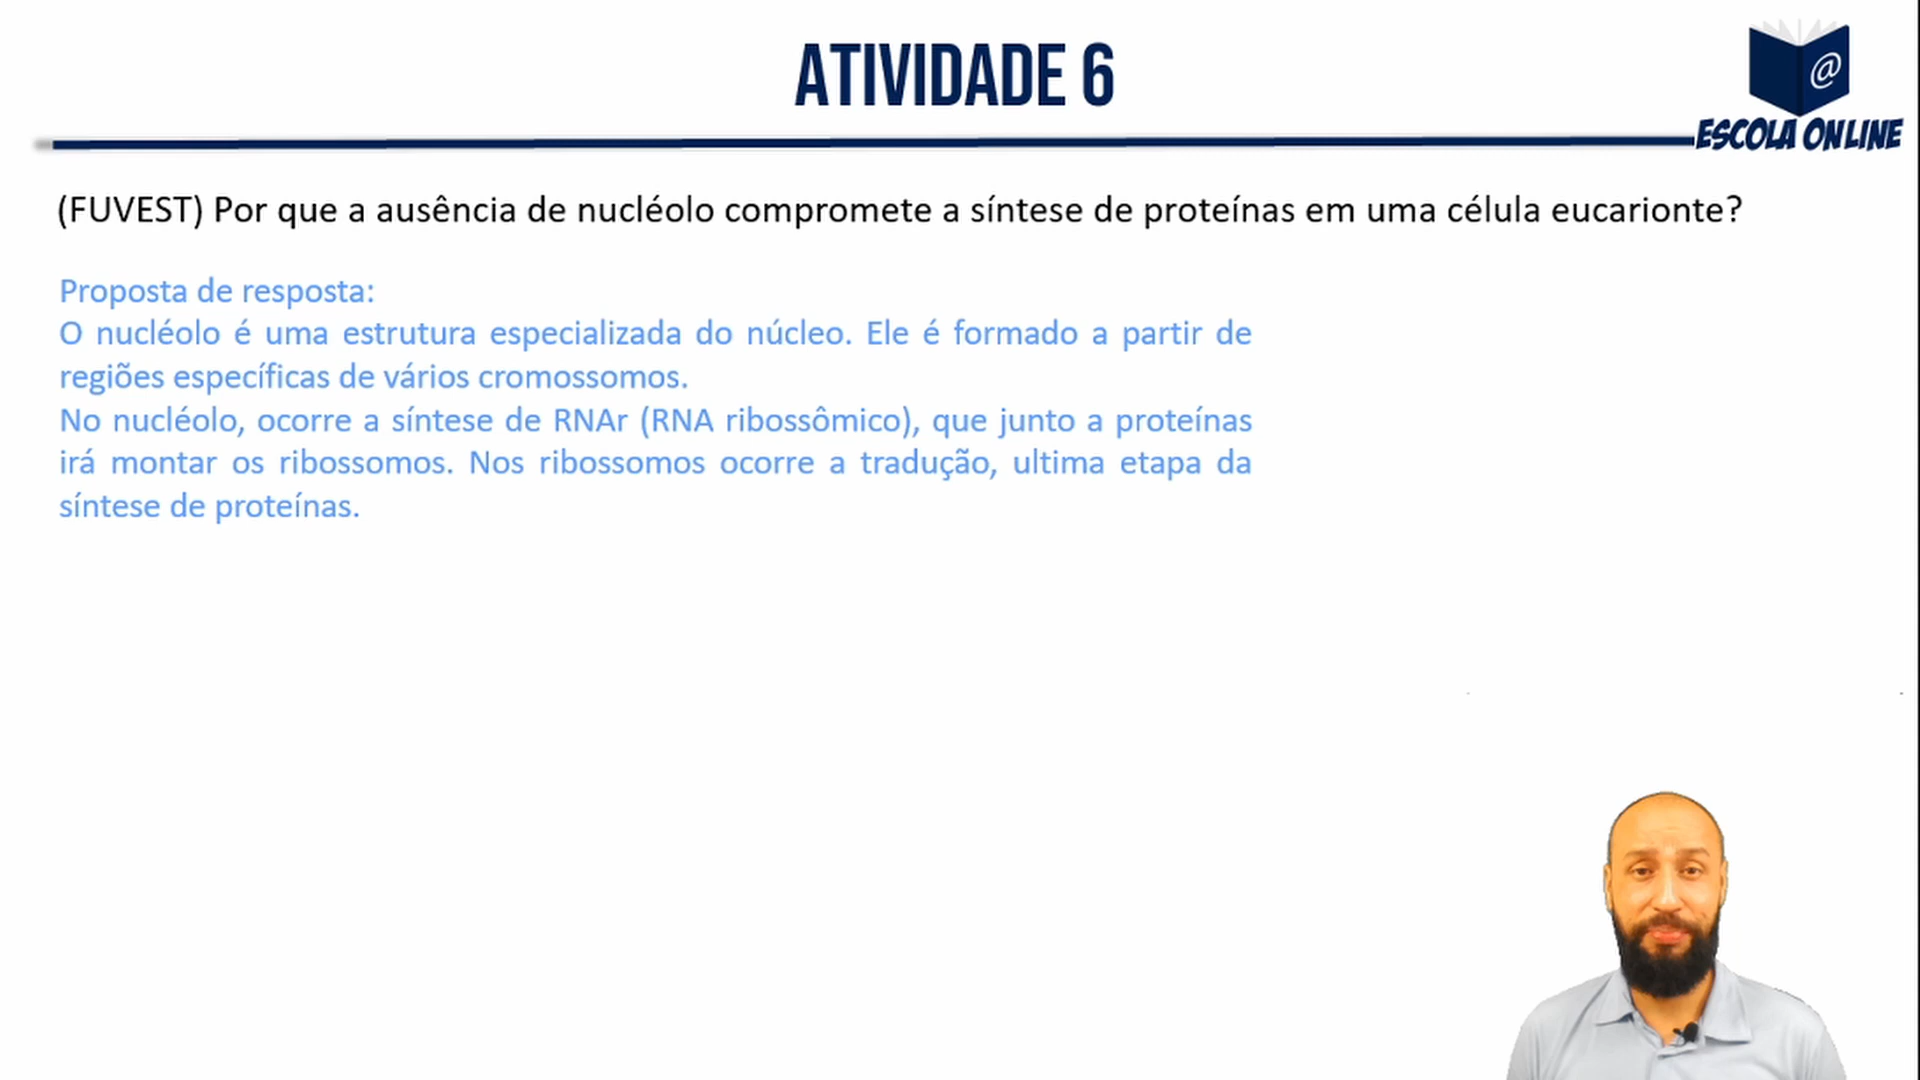 ATIVIDADE 6
@
ESCOLA ONLINE
(FUVEST) Por que a ausência de nucléolo compromete a síntese de proteínas em uma célula eucarionte?
Proposta de resposta:
O nucléolo é uma estrutura especializada do núcleo. Ele é formado a partir de
regiões específicas de vários cromossomos.
No nucléolo, ocorre a síntese de RNAr (RNA ribossômico), que junto a proteínas
irá montar os ribossomos. Nos ribossomos ocorre a tradução, ultima etapa da
síntese de proteínas.